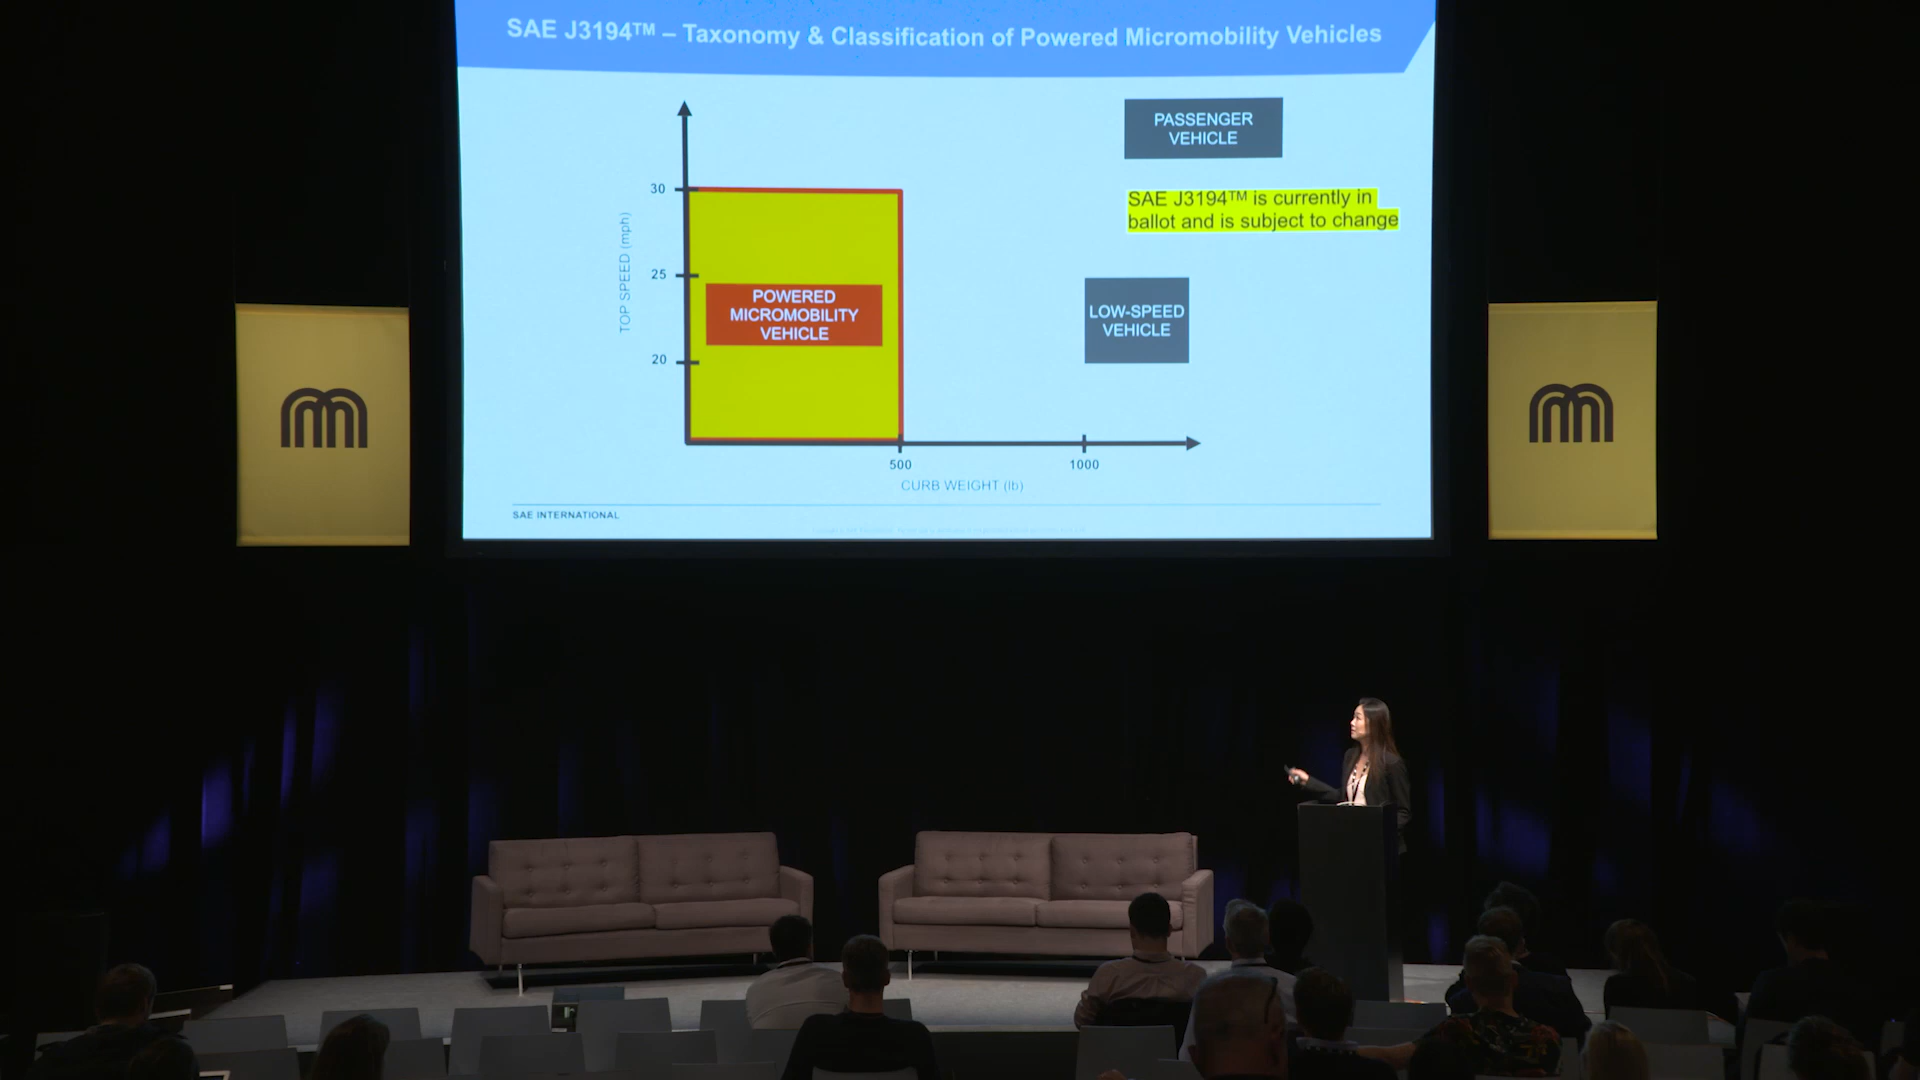 SAE J3194™ – Taxonomy & Classification of Powered Micromobility Vehicles
PASSENGER
VEHICLE
SAE J3194™ is currently in
ballot and is subject to change
30
25
20
TOP SPEED (mph)
POWERED
MICROMOBILITY
VEHICLE
LOW-SPEED
VEHICLE
500
1000
CURB WEIGHT (lb)
SAE INTERNATIONAL